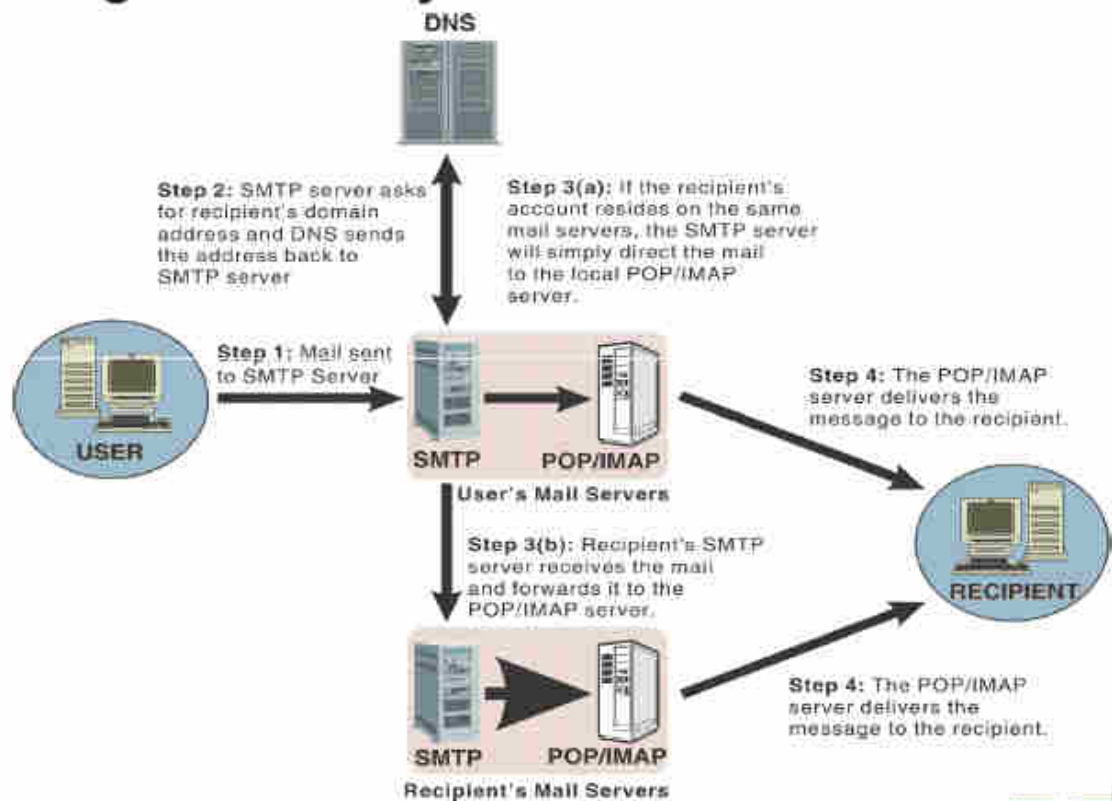 DNS
Step 2: SMTP server asks
for recipient's domain
address and DNS sends
the address back to
SMTP server
Step 3(a): If the recipient's
account resides on the same
mail servers, the SMTP server
will simply direct the mail
to the local POP/IMAP
server.
Step 1: Mail sent
to SMTP Server
USER
SMTP
POP/IMAP
User's Mail Servers
Step 4: The POP/IMAP
server delivers the
message to the recipient.
Step 3(b): Recipient's SMTP
server receives the mail
and forwards it to the
POP/IMAP server.
RECIPIENT
SMTP
POP/IMAP
Recipient's Mail Servers
Step 4: The POP/IMAP
server delivers the
message to the recipient.